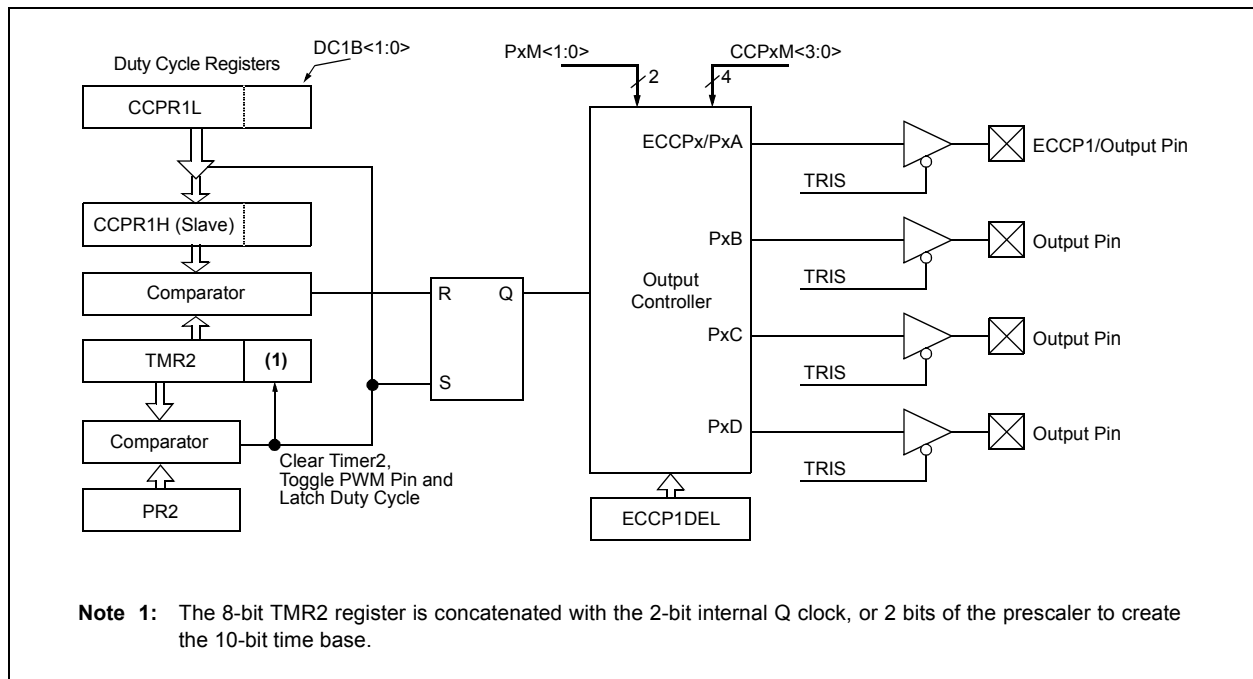 DC1B<1:0>
Duty Cycle Registers
CCPR1L
CCPR1H (Slave)
Comparator
TMR2
(1)
Comparator
PR2
Clear Timer2,
Toggle PWM Pin and
Latch Duty Cycle
R
Q
S
PxM<1:0>
2
CCPxM<3:0>
4
ECCPx/PxA
PxB
Output
Controller
PxC
PxD
ECCP1DEL
TRIS
ECCP1/Output Pin
TRIS
Output Pin
TRIS
Output Pin
TRIS
Output Pin
Note 1: The 8-bit TMR2 register is concatenated with the 2-bit internal Q clock, or 2 bits of the prescaler to create
the 10-bit time base.